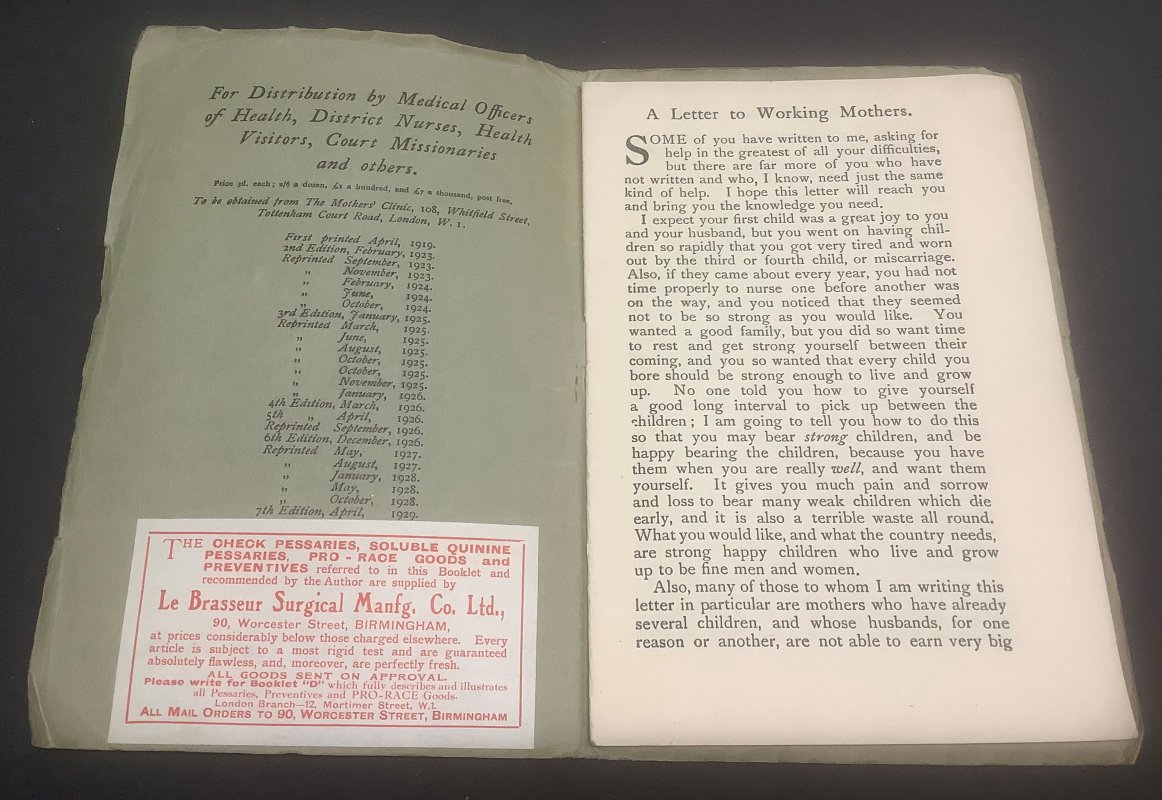 For Distribution by Medical Officers
of Health, District Nurses, Health
Visitors, Court Missionaries
and others.
Price 3d. each; 2/6 a dozen, £1 a hundred, and £7 a thousand, post free,
To be obtained from The Mothers' Clinic, 108, Whitfield Street,
Tottenham Court Road, London, W. 1.
First printed April, 1919.
2nd Edition, February, 1923.
Reprinted September, 1923.
„ November, 1923.
„ February, 1924.
„ June, 1924.
„ October, 1924.
3rd Edition, January, 1925.
Reprinted March, 1925.
„ June, 1925.
„ August, 1925.
„ October, 1925.
„ October, 1925.
„ November, 1925.
„ January, 1926.
4th Edition, March, 1926.
5th „ April, 1926.
Reprinted September, 1926.
6th Edition, December, 1926.
Reprinted May, 1927.
„ August, 1927.
„ January, 1928.
„ May, 1928.
„ October, 1928.
7th Edition, April, 1929.
THE CHECK PESSARIES, SOLUBLE QUININE
PESSARIES, PRO-RACE GOODS and
PREVENTIVES referred to in this Booklet and
recommended by the Author are supplied by
Le Brasseur Surgical Manfg. Co. Ltd.,
90, Worcester Street, BIRMINGHAM,
at prices considerably below those charged elsewhere. Every
article is subject to a most rigid test and are guaranteed
absolutely flawless, and, moreover, are perfectly fresh.
ALL GOODS SENT ON APPROVAL.
Please write for Booklet "D" which fully describes and illustrates
all Pessaries, Preventives and PRO-RACE Goods.
London Branch—12, Mortimer Street, W.1.
ALL MAIL ORDERS TO 90, WORCESTER STREET, BIRMINGHAM
A Letter to Working Mothers.
SOME of you have written to me, asking for
help in the greatest of all your difficulties,
but there are far more of you who have
not written and who, I know, need just the same
kind of help. I hope this letter will reach you
and bring you the knowledge you need.
I expect your first child was a great joy to you
and your husband, but you went on having chil-
dren so rapidly that you got very tired and worn
out by the third or fourth child, or miscarriage.
Also, if they came about every year, you had not
time properly to nurse one before another was
on the way, and you noticed that they seemed
not to be so strong as you would like. You
wanted a good family, but you did so want time
to rest and get strong yourself between their
coming, and you so wanted that every child you
bore should be strong enough to live and grow
up. No one told you how to give yourself
a good long interval to pick up between the
children; I am going to tell you how to do this
so that you may bear strong children, and be
happy bearing the children, because you have
them when you are really well, and want them
yourself. It gives you much pain and sorrow
and loss to bear many weak children which die
early, and it is also a terrible waste all round.
What you would like, and what the country needs,
are strong happy children who live and grow
up to be fine men and women.
Also, many of those to whom I am writing this
letter in particular are mothers who have already
several children, and whose husbands, for one
reason or another, are not able to earn very big